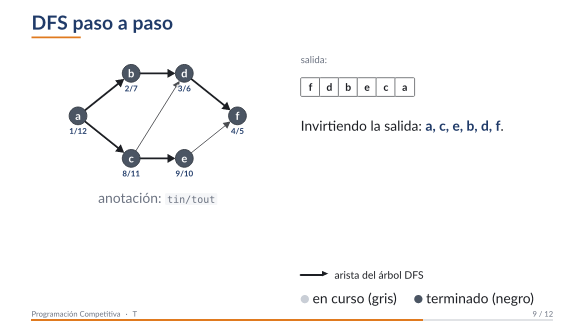 DFS paso a paso
salida:
f d b e c a
Invirtiendo la salida: a, c, e, b, d, f.
b
2/7
d
3/6
a
1/12
f
4/5
c
8/11
e
9/10
anotación: tin/tout
arista del árbol DFS
en curso (gris) terminado (negro)
Programación Competitiva · T
9 / 12